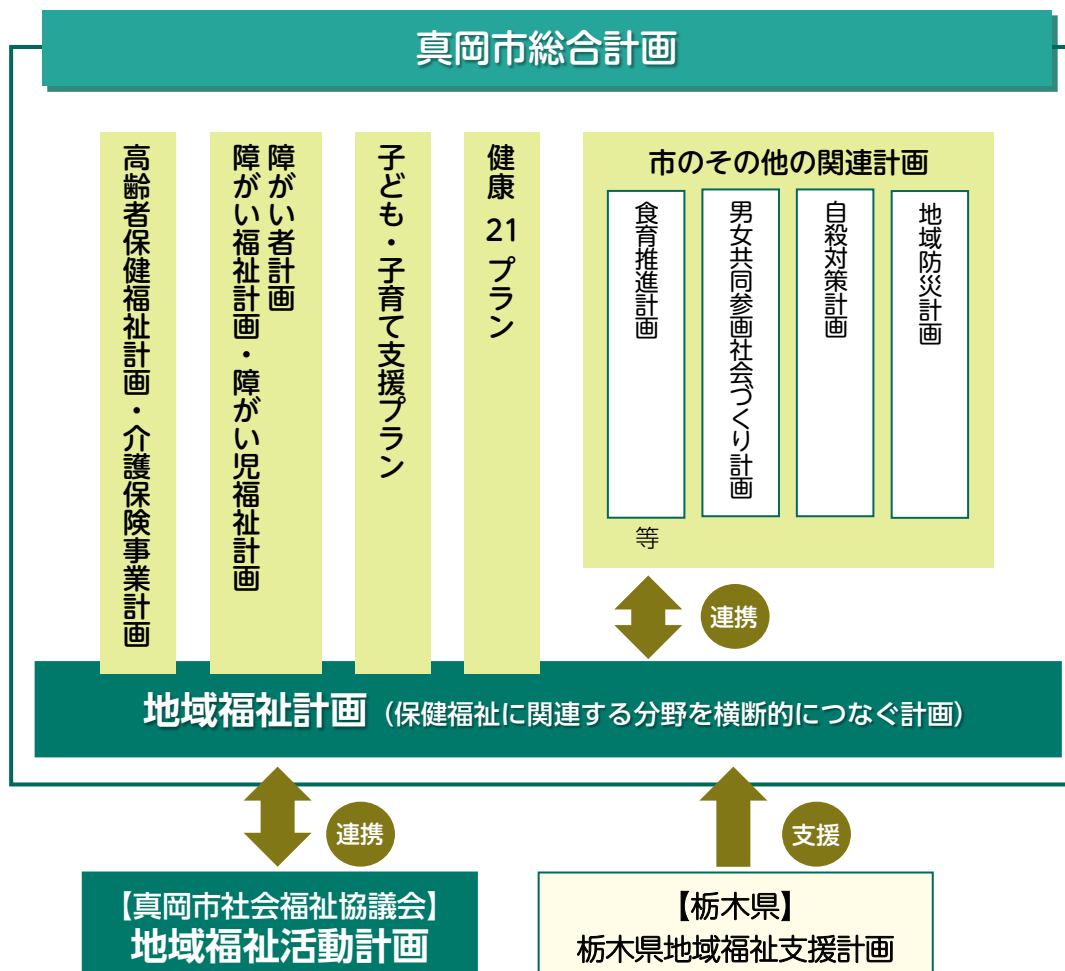 真岡市総合計画
高齢者保健福祉計画・介護保険事業計画
障がい者計画
障がい福祉計画・障がい児福祉計画
子ども・子育て支援プラン
健康21プラン
市のその他の関連計画
食育推進計画
男女共同参画社会づくり計画
自殺対策計画
地域防災計画
等
連携
地域福祉計画（保健福祉に関連する分野を横断的につなぐ計画）
連携
支援
【真岡市社会福祉協議会】
地域福祉活動計画
【栃木県】
栃木県地域福祉支援計画